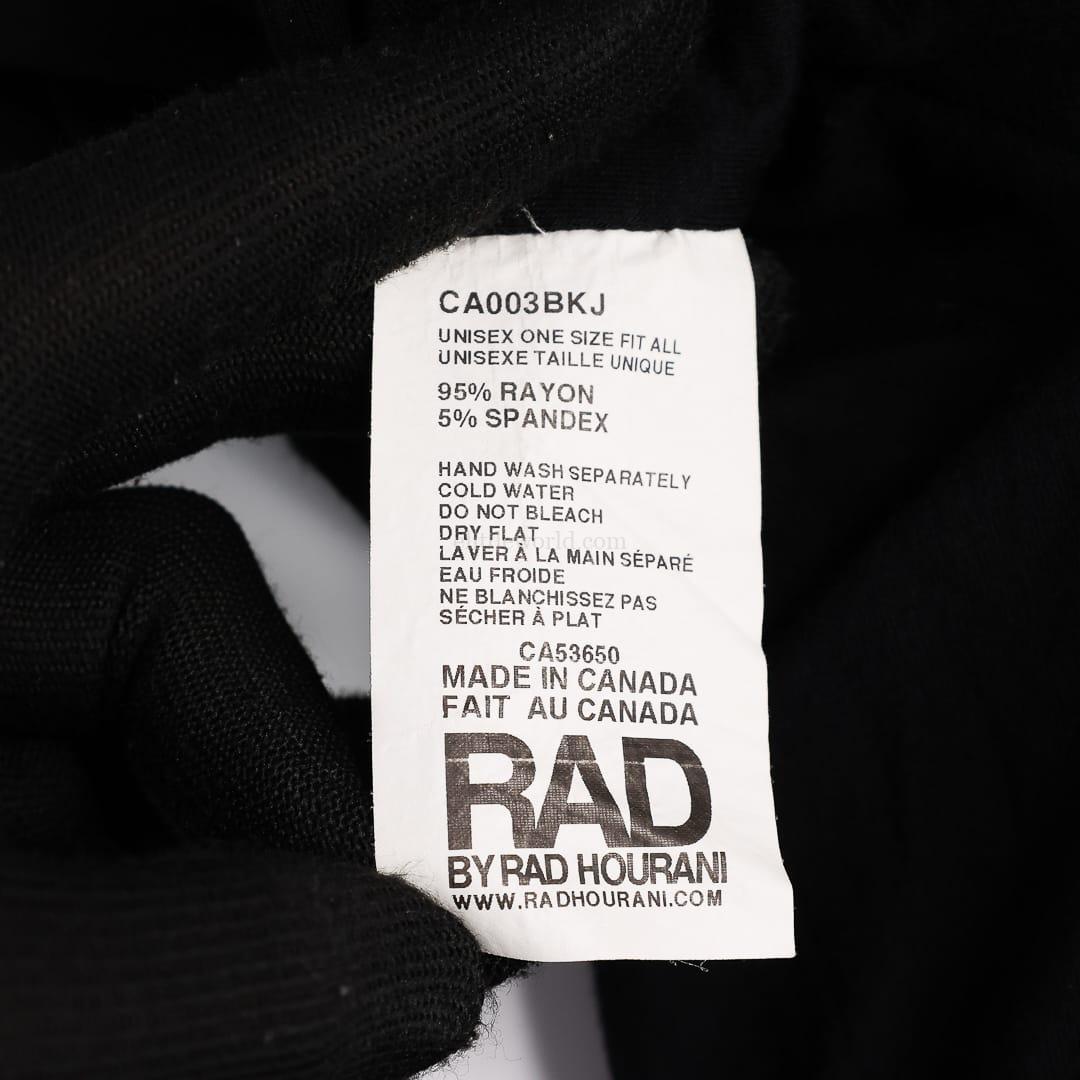 CA003BKJ
UNISEX ONE SIZE FIT ALL
UNISEXE TAILLE UNIQUE
95% RAYON
5% SPANDEX
HAND WASH SEPARATELY
COLD WATER
DO NOT BLEACH
DRY FLAT
LAVER À LA MAIN SÉPARÉ
EAU FROIDE
NE BLANCHISSEZ PAS
SÉCHER À PLAT
CA53650
MADE IN CANADA
FAIT AU CANADA
RAD
BY RAD HOURANI
WWW.RADHOURANI.COM